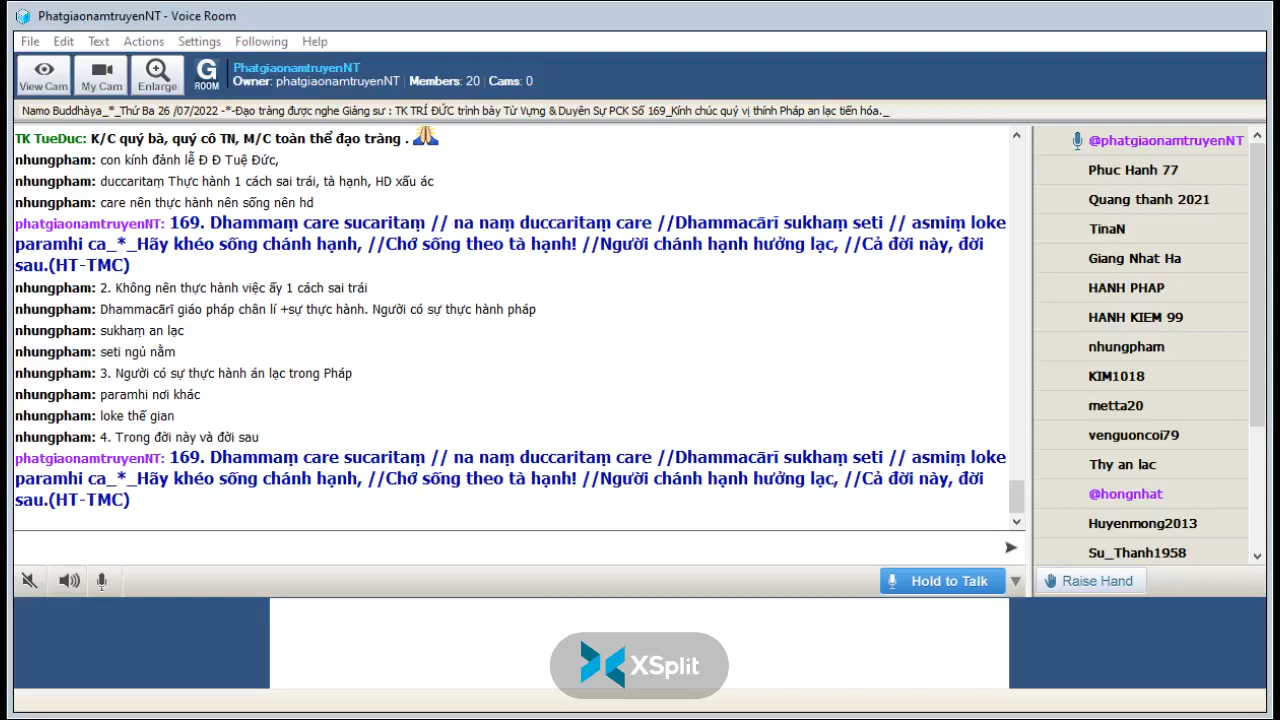 PhatgiaonamtruyenNT - Voice Room
File Edit Text Actions Settings Following Help
View Cam My Cam Enlarge G ROOM
PhatgiaonamtruyenNT
Owner: phatgiaonamtruyenNT | Members: 20 | Cams: 0
Namo Buddhàya_*_Thứ Ba 26 /07/2022 -*-Đạo tràng được nghe Giảng sư : TK TRÍ ĐỨC trình bày Từ Vựng & Duyên Sự PCK Số 169_Kính chúc quý vị thính Pháp an lạc tiến hóa._
TK TueDuc: K/C quý bà, quý cô TN, M/C toàn thể đạo tràng .
nhungpham: con kính đảnh lễ Đ Đ Tuệ Đức,
nhungpham: duccaritaṃ Thực hành 1 cách sai trái, tà hạnh, HD xấu ác
nhungpham: care nên thực hành nên sống nên hd
phatgiaonamtruyenNT: 169. Dhammaṃ care sucaritaṃ // na naṃ duccaritaṃ care //Dhammacārī sukhaṃ seti // asmiṃ loke
paramhi ca_*_Hãy khéo sống chánh hạnh, //Chớ sống theo tà hạnh! //Người chánh hạnh hưởng lạc, //Cả đời này, đời
sau.(HT-TMC)
nhungpham: 2. Không nên thực hành việc ấy 1 cách sai trái
nhungpham: Dhammacārī giáo pháp chân lí +sự thực hành. Người có sự thực hành pháp
nhungpham: sukhaṃ an lạc
nhungpham: seti ngủ nằm
nhungpham: 3. Người có sự thực hành án lạc trong Pháp
nhungpham: paramhi nơi khác
nhungpham: loke thế gian
nhungpham: 4. Trong đời này và đời sau
phatgiaonamtruyenNT: 169. Dhammaṃ care sucaritaṃ // na naṃ duccaritaṃ care //Dhammacārī sukhaṃ seti // asmiṃ loke
paramhi ca_*_Hãy khéo sống chánh hạnh, //Chớ sống theo tà hạnh! //Người chánh hạnh hưởng lạc, //Cả đời này, đời
sau.(HT-TMC)
@phatgiaonamtruyenNT
Phuc Hanh 77
Quang thanh 2021
TinaN
Giang Nhat Ha
HANH PHAP
HANH KIEM 99
nhungpham
KIM1018
metta20
venguoncoi79
Thy an lac
@hongnhat
Huyenmong2013
Su_Thanh1958
Hold to Talk
Raise Hand
XSplit